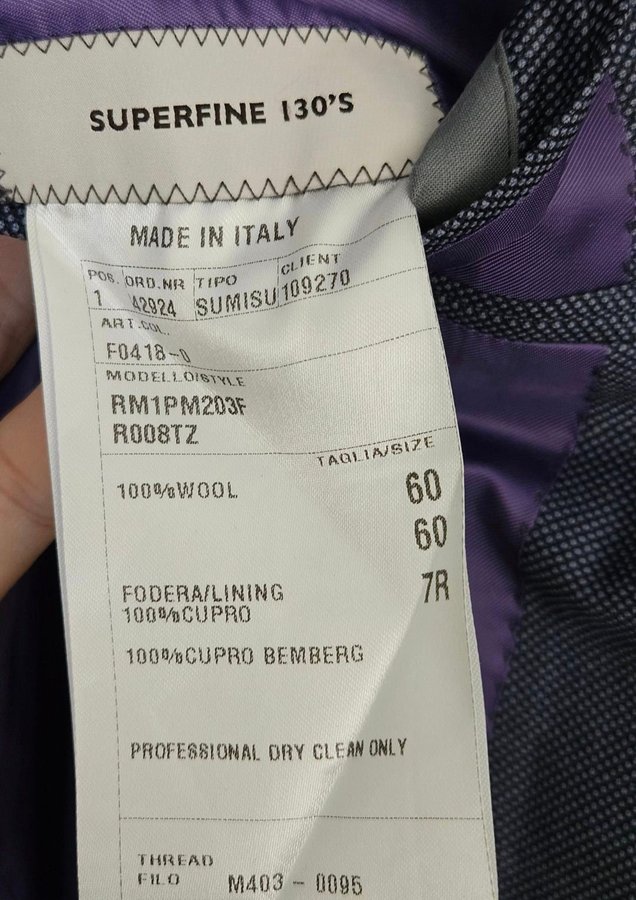 SUPERFINE 130'S
MADE IN ITALY
POS. ORD.NR TIPO CLIENT
1 42924 SUMISU 109270
ART.COL.
F0418-0
MODELLO/STYLE
RM1PM203F
R008TZ
TAGLIA/SIZE
100%WOOL 60
60
FODERA/LINING 7R
100%CUPRO
100%CUPRO BEMBERG
PROFESSIONAL DRY CLEAN ONLY
THREAD
FILO M403 - 0095